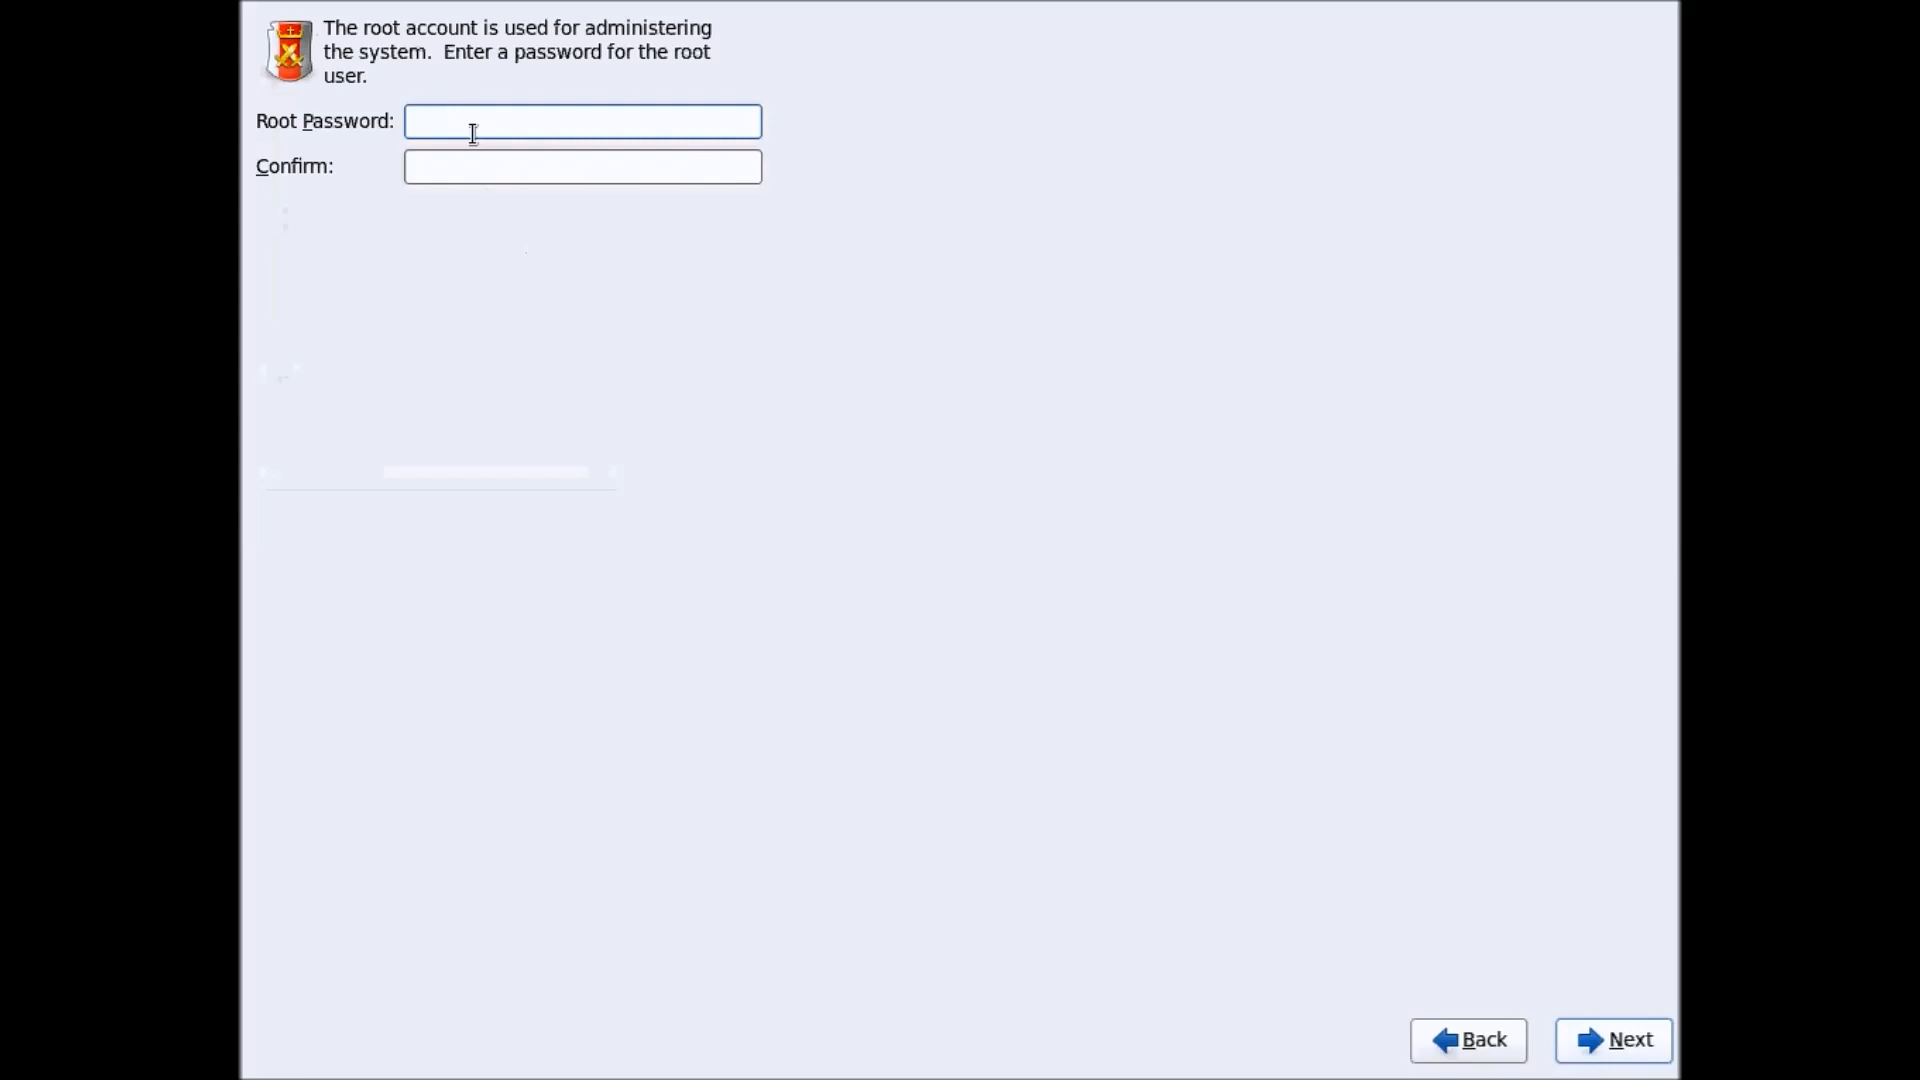 The root account is used for administering
the system.  Enter a password for the root
user.
Root Password:
Confirm:
Back
Next